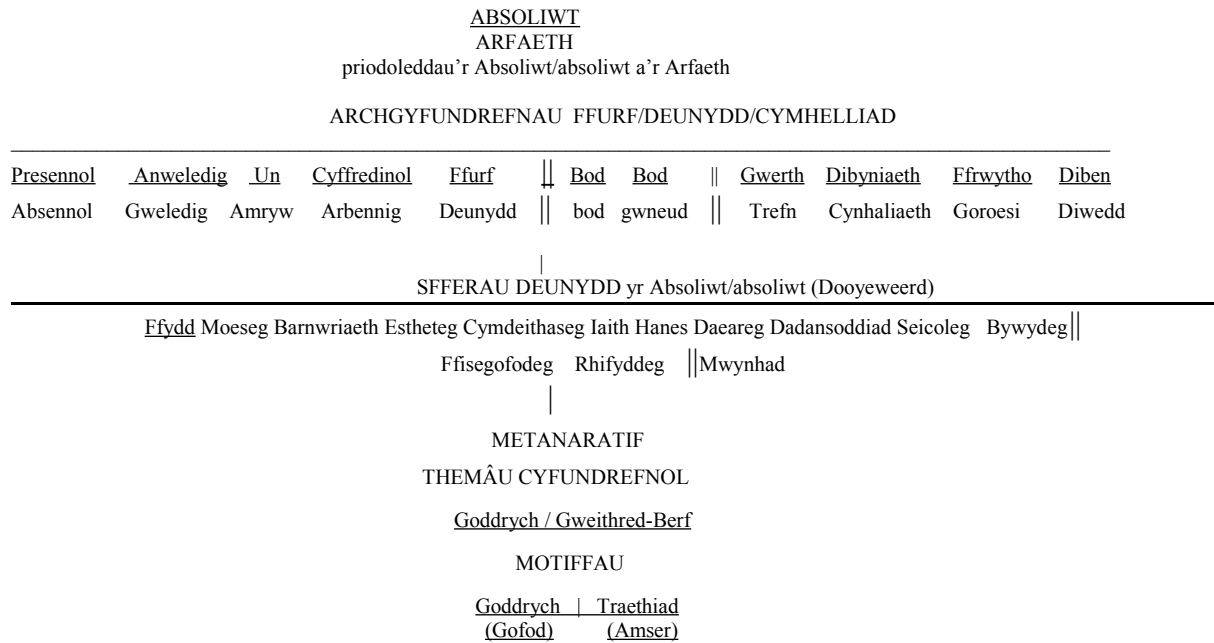 ABSOLIWT
ARFAETH
priodoleddau'r Absoliwt/absoliwt a'r Arfaeth
ARCHGYFUNDREFNAU FFURF/DEUNYDD/CYMHELLIAD
Presennol Anweledig Un Cyffredinol Ffurf || Bod Bod || Gwerth Dibyniaeth Ffrwytho Diben
Absennol Gweledig Amryw Arbennig Deunydd || bod gwneud || Trefn Cynhaliaeth Goroesi Diwedd
|
SFFERAU DEUNYDD yr Absoliwt/absoliwt (Dooyeweerd)
Ffydd Moeseg Barnwriaeth Estheteg Cymdeithaseg Iaith Hanes Daeareg Dadansoddiad Seicoleg Bywydeg||
Ffisegofodeg Rhifyddeg ||Mwynhad
|
METANARATIF
THEMÂU CYFUNDREFNOL
Goddrych / Gweithred-Berf
MOTIFFAU
Goddrych | Traethiad
(Gofod) (Amser)